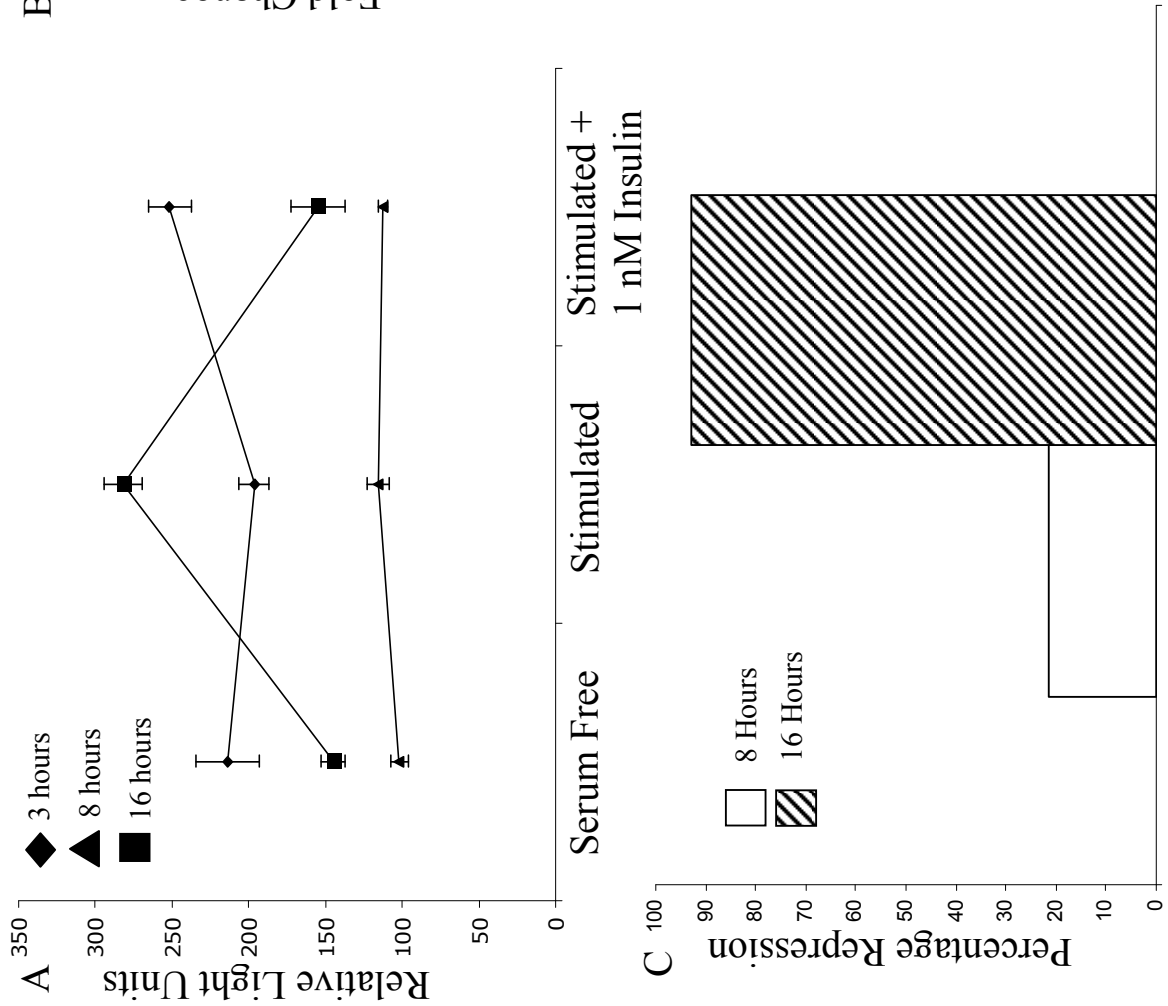 A
Relative Light Units
350
300
250
200
150
100
50
0
3 hours
8 hours
16 hours
Serum Free
Stimulated
Stimulated +
1 nM Insulin
B
Fold Change
C
Percentage Repression
100
90
80
70
60
50
40
30
20
10
0
8 Hours
16 Hours